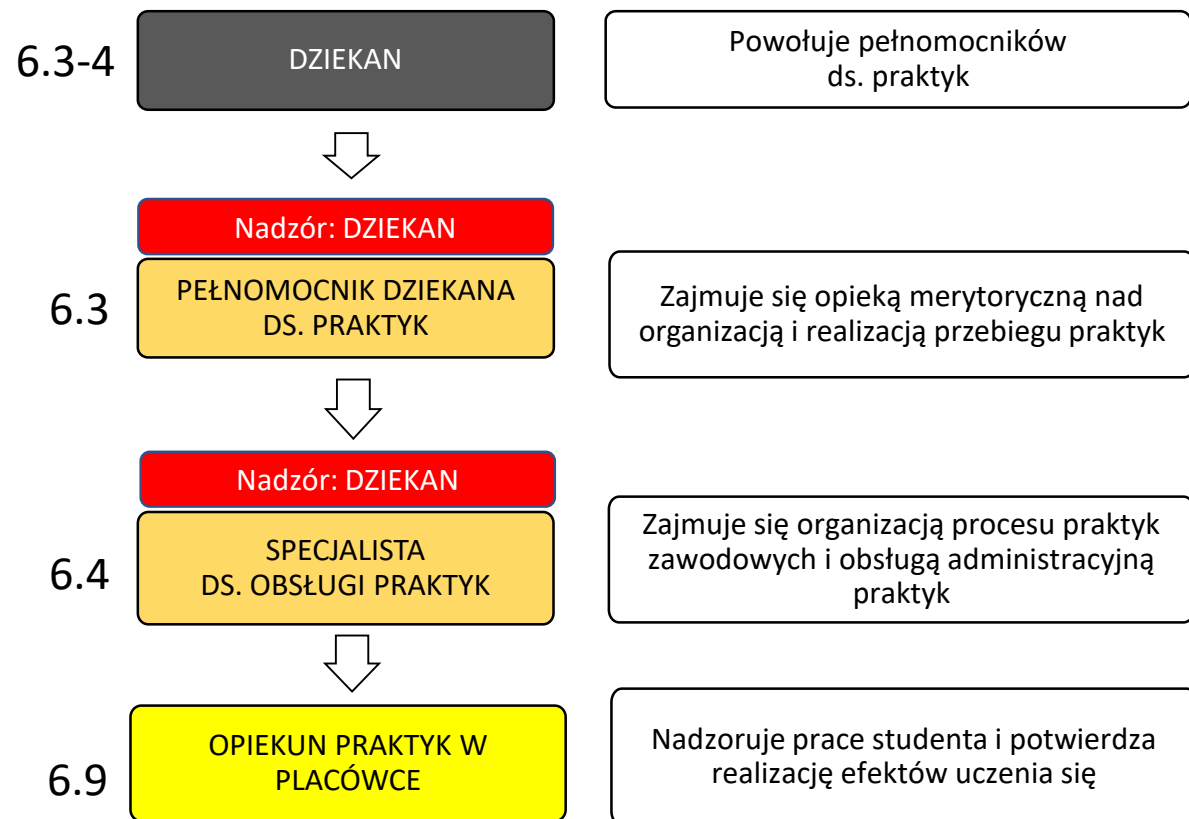 6.3-4
DZIEKAN
Powołuje pełnomocników
ds. praktyk
Nadzór: DZIEKAN
6.3
PEŁNOMOCNIK DZIEKANA
DS. PRAKTYK
Zajmuje się opieką merytoryczną nad
organizacją i realizacją przebiegu praktyk
Nadzór: DZIEKAN
6.4
SPECJALISTA
DS. OBSŁUGI PRAKTYK
Zajmuje się organizacją procesu praktyk
zawodowych i obsługą administracyjną
praktyk
6.9
OPIEKUN PRAKTYK W
PLACÓWCE
Nadzoruje prace studenta i potwierdza
realizację efektów uczenia się